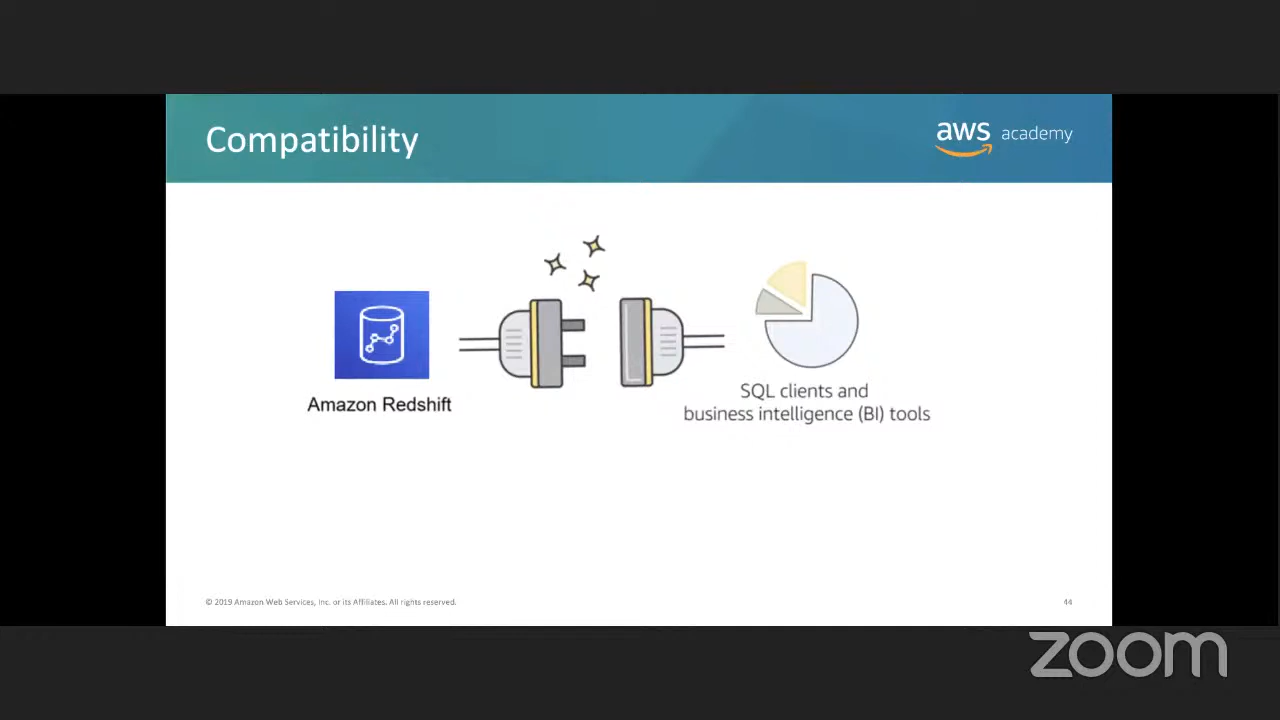 Compatibility
aws academy
Amazon Redshift
SQL clients and
business intelligence (BI) tools
© 2019 Amazon Web Services, Inc. or its Affiliates. All rights reserved.
44
zoom